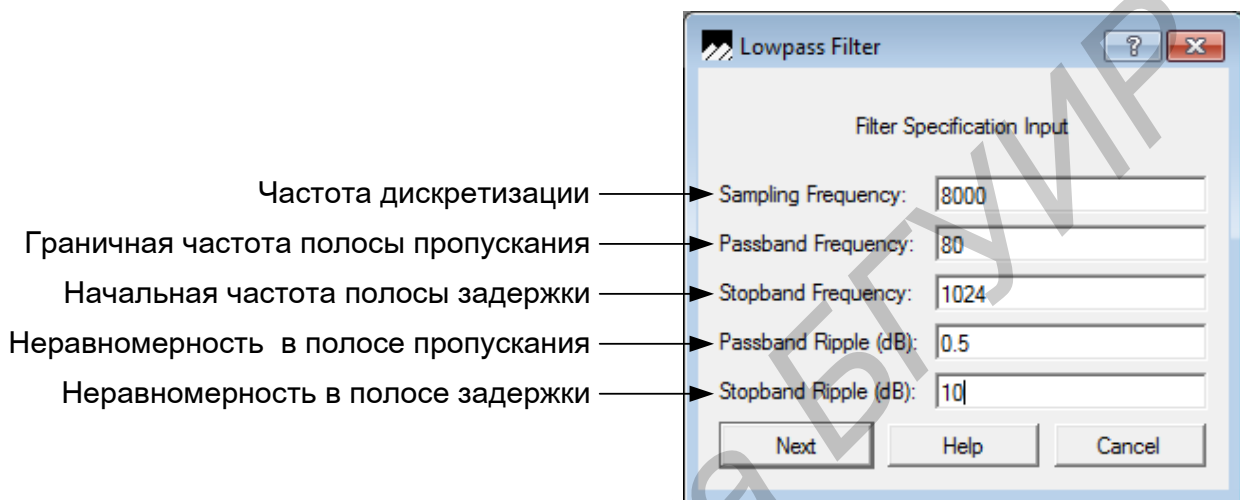 Lowpass Filter
Filter Specification Input
Частота дискретизации
Sampling Frequency: 8000
Граничная частота полосы пропускания
Passband Frequency: 80
Начальная частота полосы задержки
Stopband Frequency: 1024
Неравномерность в полосе пропускания
Passband Ripple (dB): 0.5
Неравномерность в полосе задержки
Stopband Ripple (dB): 10
Next Help Cancel
БГУИР